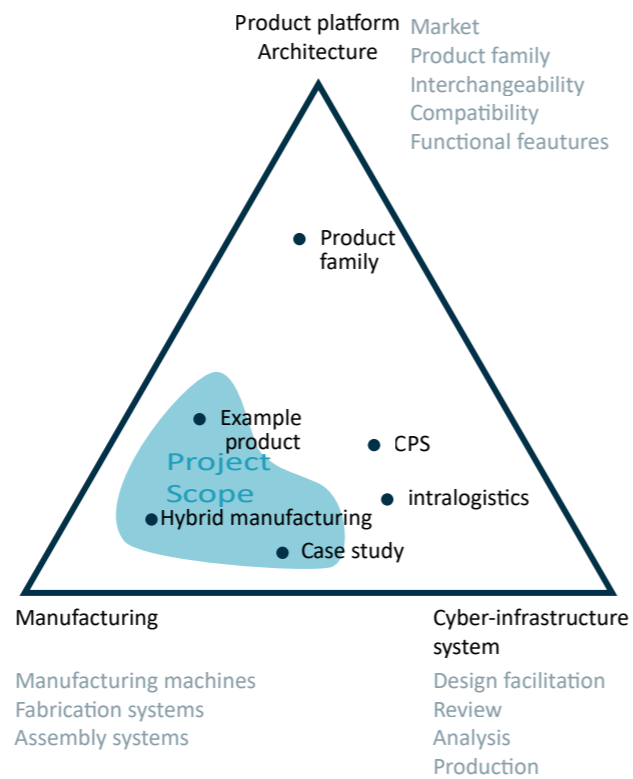 Product platform
Architecture
Market
Product family
Interchangeability
Compatibility
Functional feautures
Product
family
Example
product
CPS
Project
Scope
intralogistics
Hybrid manufacturing
Case study
Manufacturing
Cyber-infrastructure
system
Manufacturing machines
Fabrication systems
Assembly systems
Design facilitation
Review
Analysis
Production